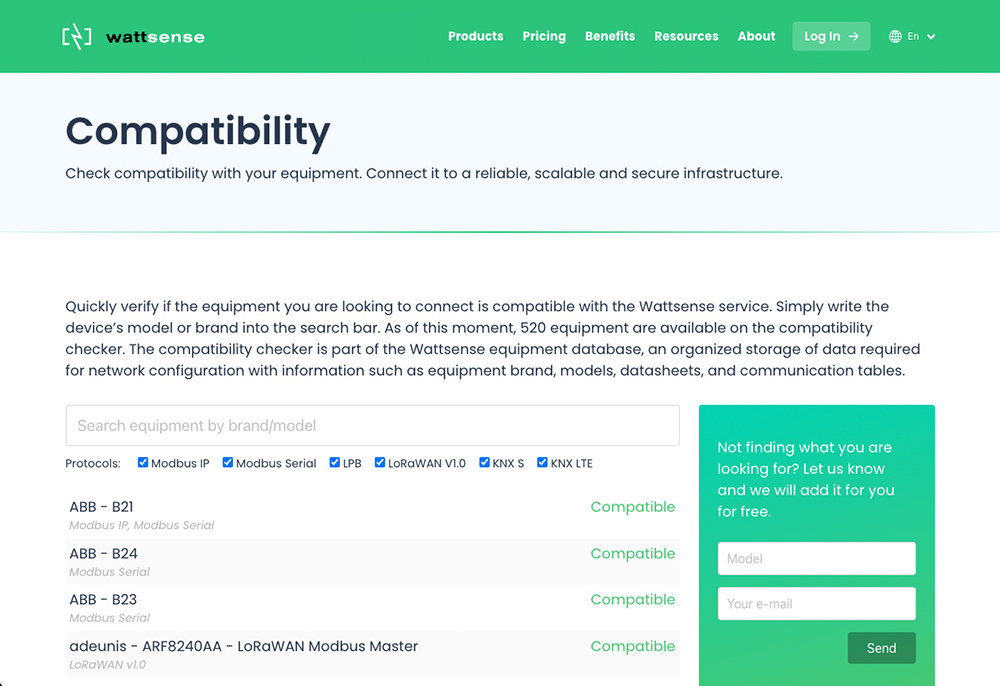 wattsense
Products Pricing Benefits Resources About Log In → En
Compatibility
Check compatibility with your equipment. Connect it to a reliable, scalable and secure infrastructure.
Quickly verify if the equipment you are looking to connect is compatible with the Wattsense service. Simply write the
device’s model or brand into the search bar. As of this moment, 520 equipment are available on the compatibility
checker. The compatibility checker is part of the Wattsense equipment database, an organized storage of data required
for network configuration with information such as equipment brand, models, datasheets, and communication tables.
Search equipment by brand/model
Protocols: Modbus IP Modbus Serial LPB LoRaWAN V1.0 KNX S KNX LTE
ABB - B21 Compatible
Modbus IP, Modbus Serial
ABB - B24 Compatible
Modbus Serial
ABB - B23 Compatible
Modbus Serial
adeunis - ARF8240AA - LoRaWAN Modbus Master Compatible
LoRaWAN v1.0
Not finding what you are
looking for? Let us know
and we will add it for you
for free.
Model
Your e-mail
Send